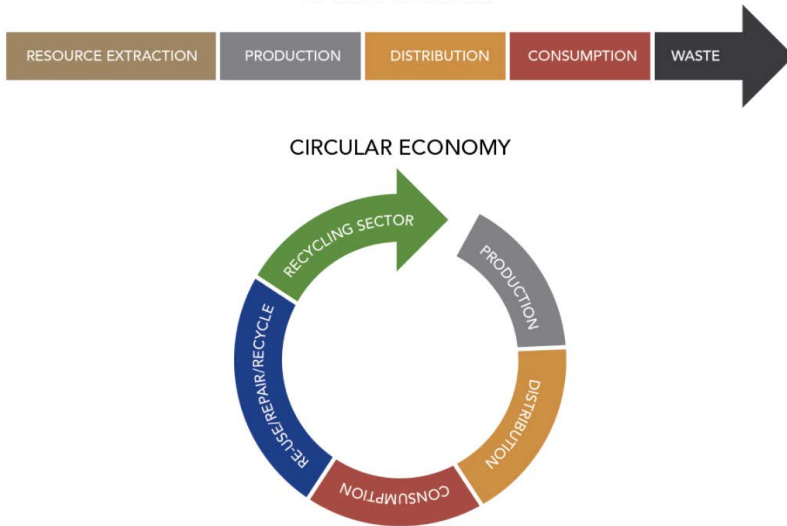 RESOURCE EXTRACTION
PRODUCTION
DISTRIBUTION
CONSUMPTION
WASTE
CIRCULAR ECONOMY
RECYCLING SECTOR
PRODUCTION
DISTRIBUTION
CONSUMPTION
RE-USE/REPAIR/RECYCLE